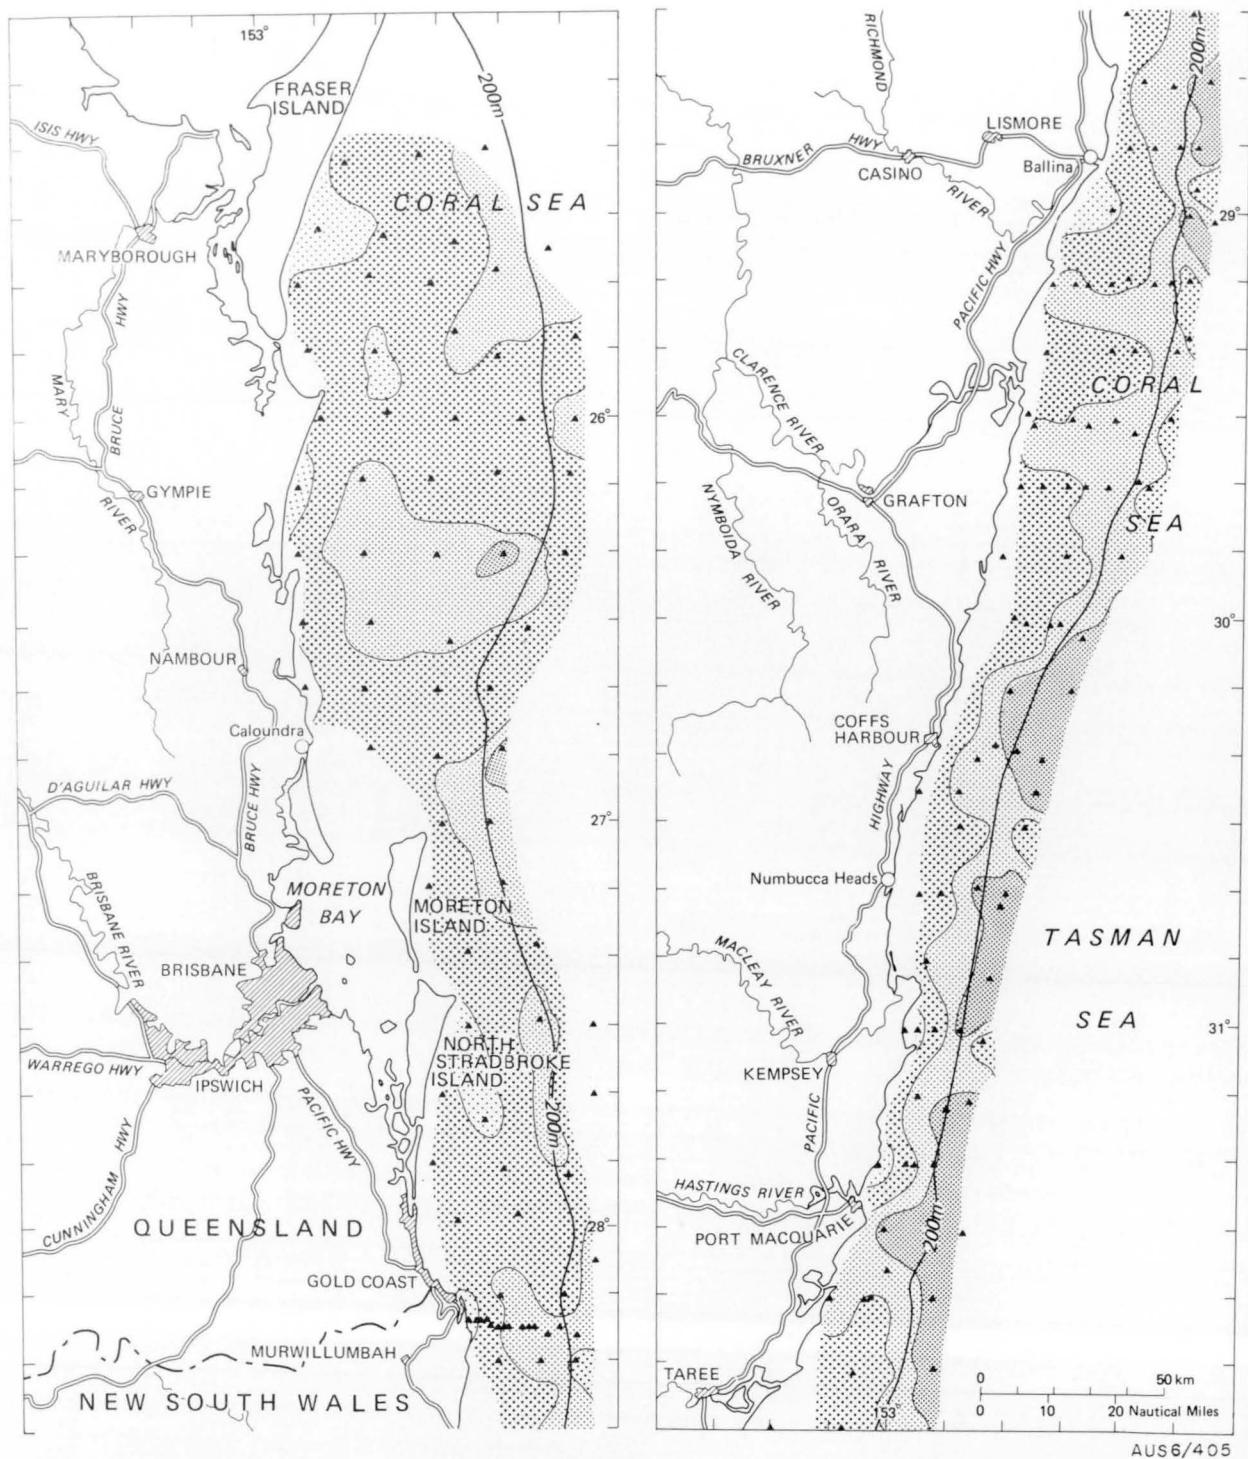 153°
FRASER
ISLAND
200m
ISIS HWY
CORAL SEA
MARYBOROUGH
HWY
MARY
BRUCE
26°
GYMPIE
RIVER
NAMBOUR
Caloundra
D'AGUILAR HWY
BRUCE HWY
27°
BRISBANE RIVER
MORETON
BAY
MORETON
ISLAND
BRISBANE
NORTH
STRADBROKE
ISLAND
WARREGO HWY
IPSWICH
PACIFIC HWY
200m
CUNNINGHAM HWY
QUEENSLAND
28°
GOLD COAST
MURWILLUMBAH
NEW SOUTH WALES
RICHMOND
200m
LISMORE
BRUXNER HWY
CASINO
Ballina
RIVER
29°
PACIFIC HWY
CLARENCE RIVER
CORAL
SEA
GRAFTON
NYMBOIDA RIVER
ORARA RIVER
30°
COFFS
HARBOUR
HIGHWAY
Numbucca Heads
MACLEAY RIVER
TASMAN
SEA
31°
KEMPSEY
PACIFIC
HASTINGS RIVER
PORT MACQUARIE
200m
TAREE
153°
0 50 km
0 10 20 Nautical Miles
AUS 6/405